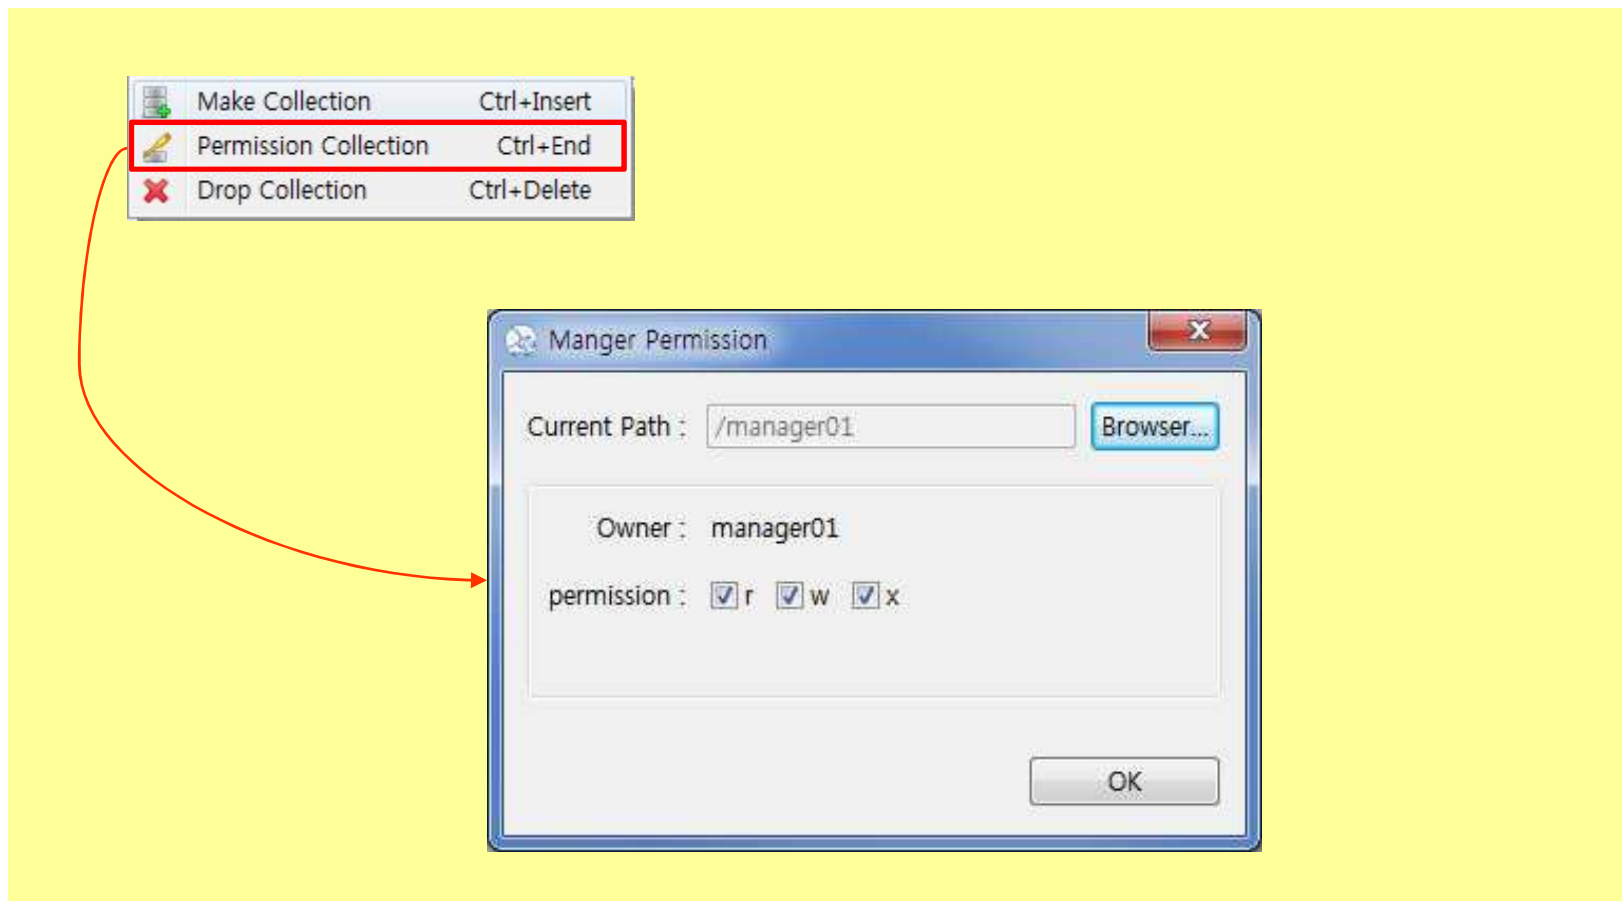 Make Collection Ctrl+Insert
Permission Collection Ctrl+End
Drop Collection Ctrl+Delete
Manger Permission
Current Path : /manager01 Browser...
Owner : manager01
permission : r w x
OK